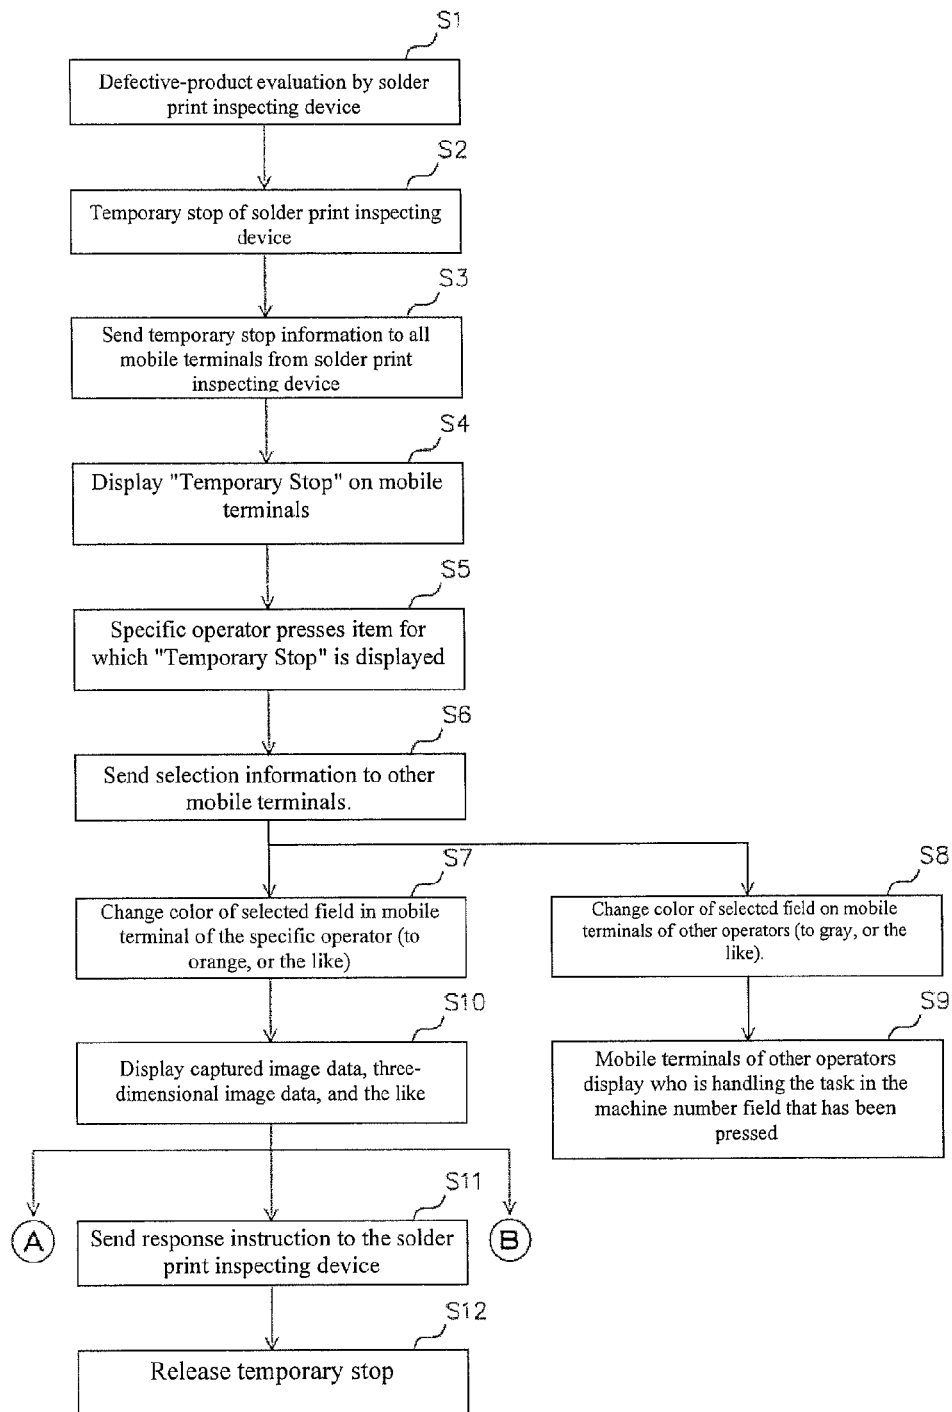 S1
Defective-product evaluation by solder
print inspecting device
S2
Temporary stop of solder print inspecting
device
S3
Send temporary stop information to all
mobile terminals from solder print
inspecting device
S4
Display "Temporary Stop" on mobile
terminals
S5
Specific operator presses item for
which "Temporary Stop" is displayed
S6
Send selection information to other
mobile terminals.
S7
Change color of selected field in mobile
terminal of the specific operator (to
orange, or the like)
S8
Change color of selected field on mobile
terminals of other operators (to gray, or the
like).
S10
Display captured image data, three-
dimensional image data, and the like
S9
Mobile terminals of other operators
display who is handling the task in the
machine number field that has been
pressed
A
B
S11
Send response instruction to the solder
print inspecting device
S12
Release temporary stop